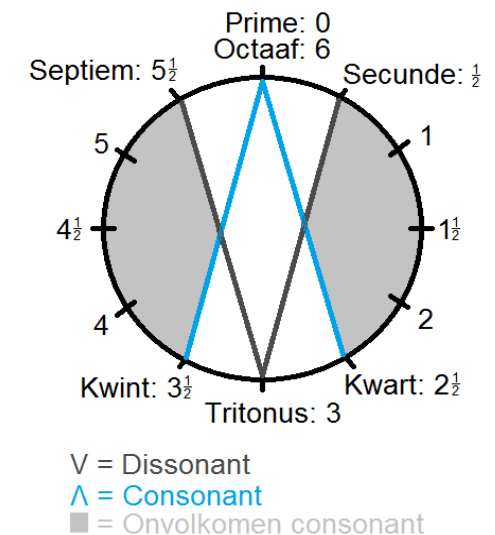 Prime: 0
Octaaf: 6
Septiem: 5½
Secunde: ½
5
1
4½
1½
4
2
Kwint: 3½
Kwart: 2½
Tritonus: 3
V = Dissonant
Λ = Consonant
= Onvolkomen consonant